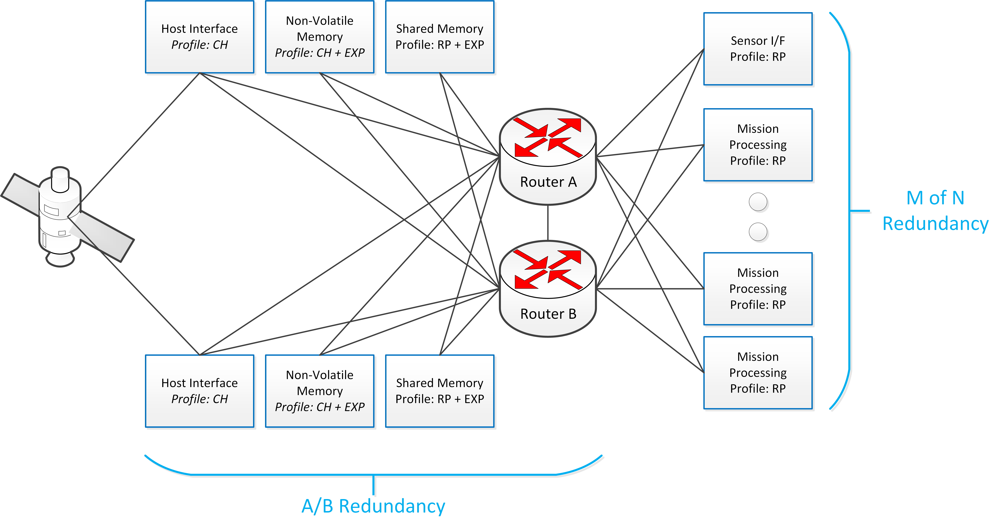 Host Interface
Profile: CH
Non-Volatile
Memory
Profile: CH + EXP
Shared Memory
Profile: RP + EXP
Sensor I/F
Profile: RP
Mission
Processing
Profile: RP
Router A
M of N
Redundancy
Router B
Mission
Processing
Profile: RP
Mission
Processing
Profile: RP
Host Interface
Profile: CH
Non-Volatile
Memory
Profile: CH + EXP
Shared Memory
Profile: RP + EXP
A/B Redundancy